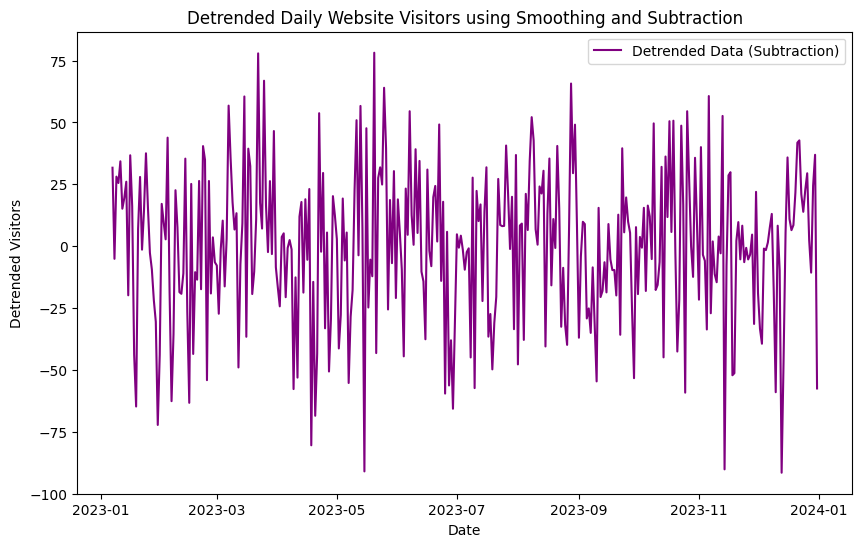 Detrended Daily Website Visitors using Smoothing and Subtraction
Detrended Data (Subtraction)
Detrended Visitors
75
50
25
0
−25
−50
−75
−100
2023-01 2023-03 2023-05 2023-07 2023-09 2023-11 2024-01
Date